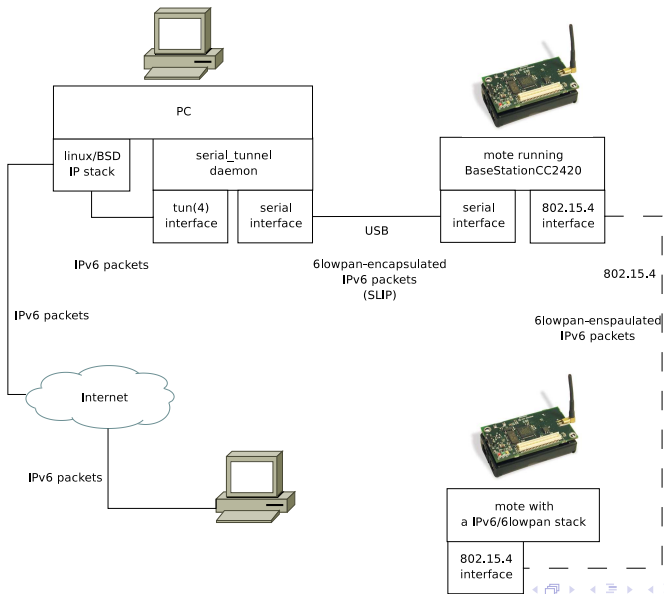 PC
linux/BSD
IP stack
serial_tunnel
daemon
mote running
BaseStationCC2420
tun(4)
interface
serial
interface
serial
interface
802.15.4
interface
USB
IPv6 packets
6lowpan-encapsulated
IPv6 packets
(SLIP)
802.15.4
IPv6 packets
6lowpan-enspaulated
IPv6 packets
Internet
IPv6 packets
mote with
a IPv6/6lowpan stack
802.15.4
interface